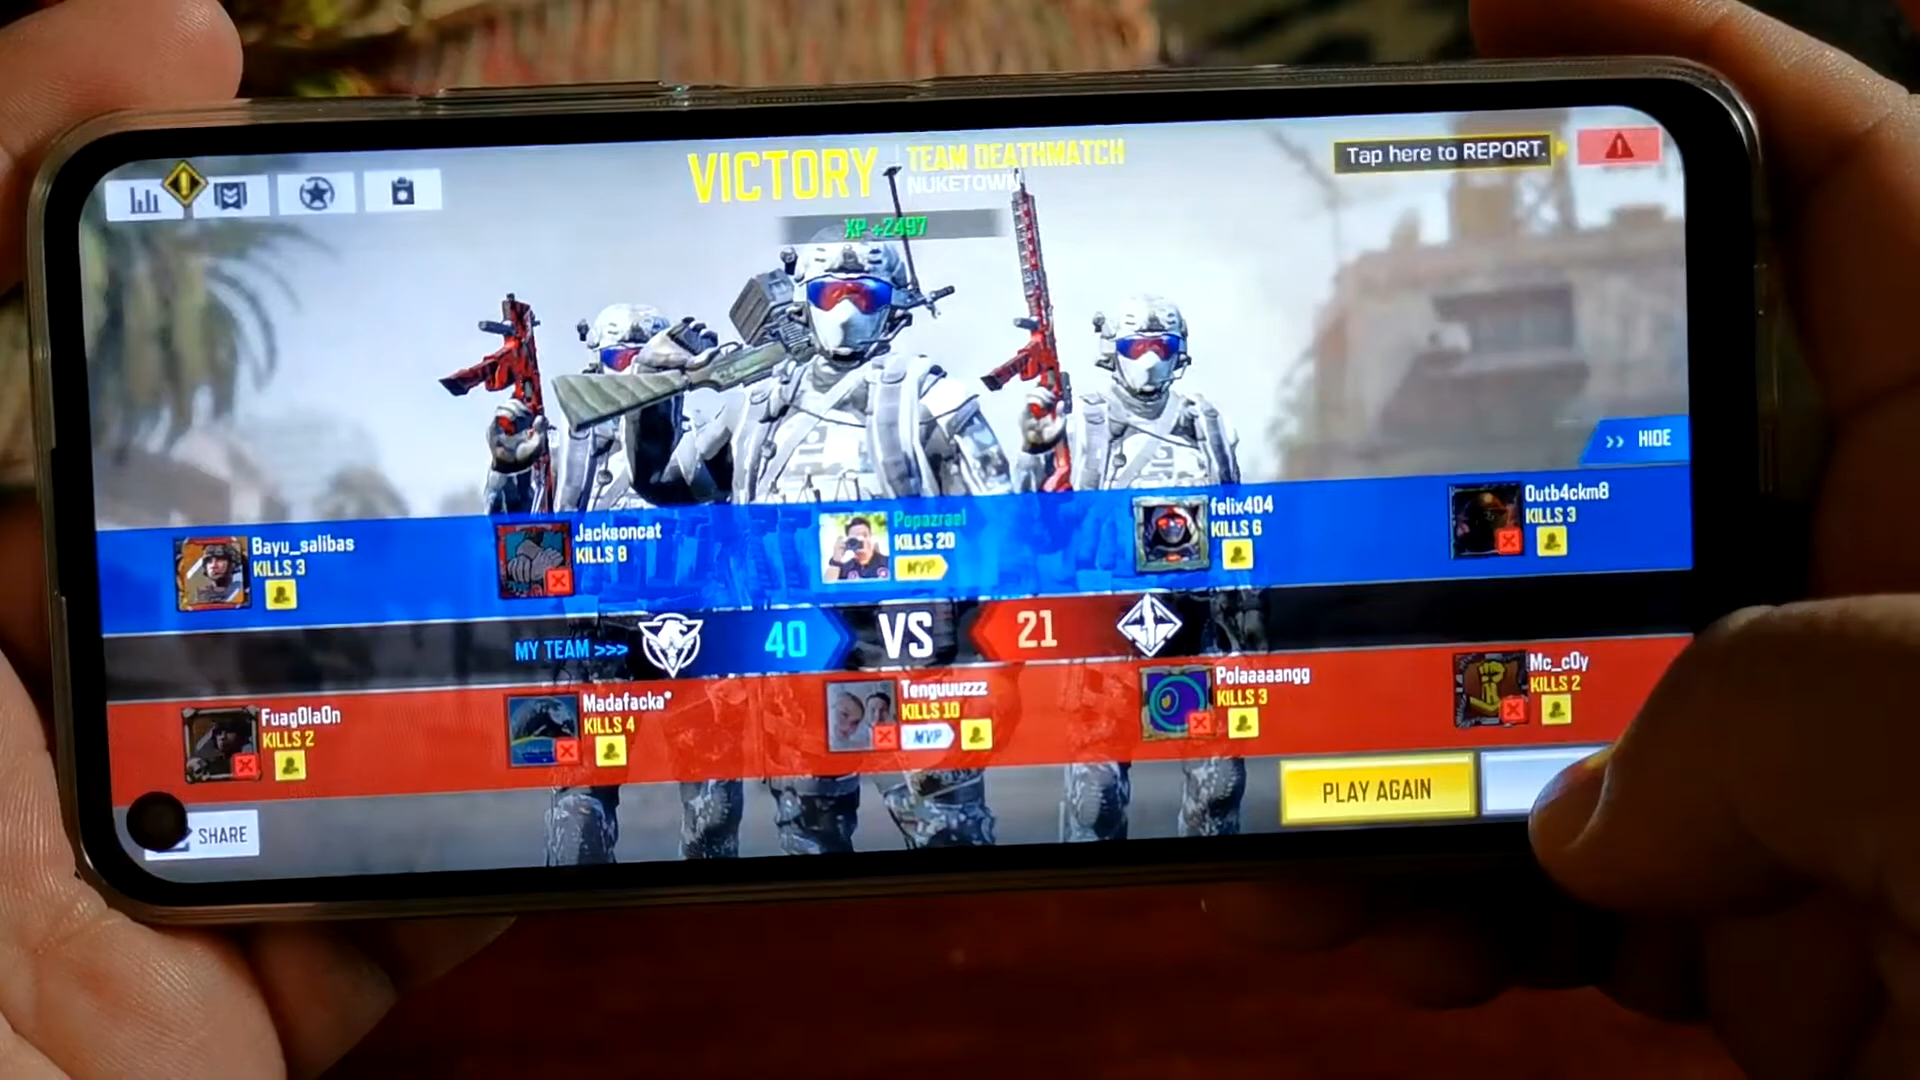 VICTORY
TEAM DEATHMATCH
NUKETOWN
XP +2497
Tap here to REPORT.
>> HIDE
Bayu_salibas
KILLS 3
Jacksoncat
KILLS 8
Popazrael
KILLS 20
MVP
felix404
KILLS 6
Outb4ckm8
KILLS 3
MY TEAM >>>
40
VS
21
Fuag0la0n
KILLS 2
Madafacka*
KILLS 4
Tenguuuzzz
KILLS 10
MVP
Polaaaaangg
KILLS 3
Mc_c0y
KILLS 2
SHARE
PLAY AGAIN